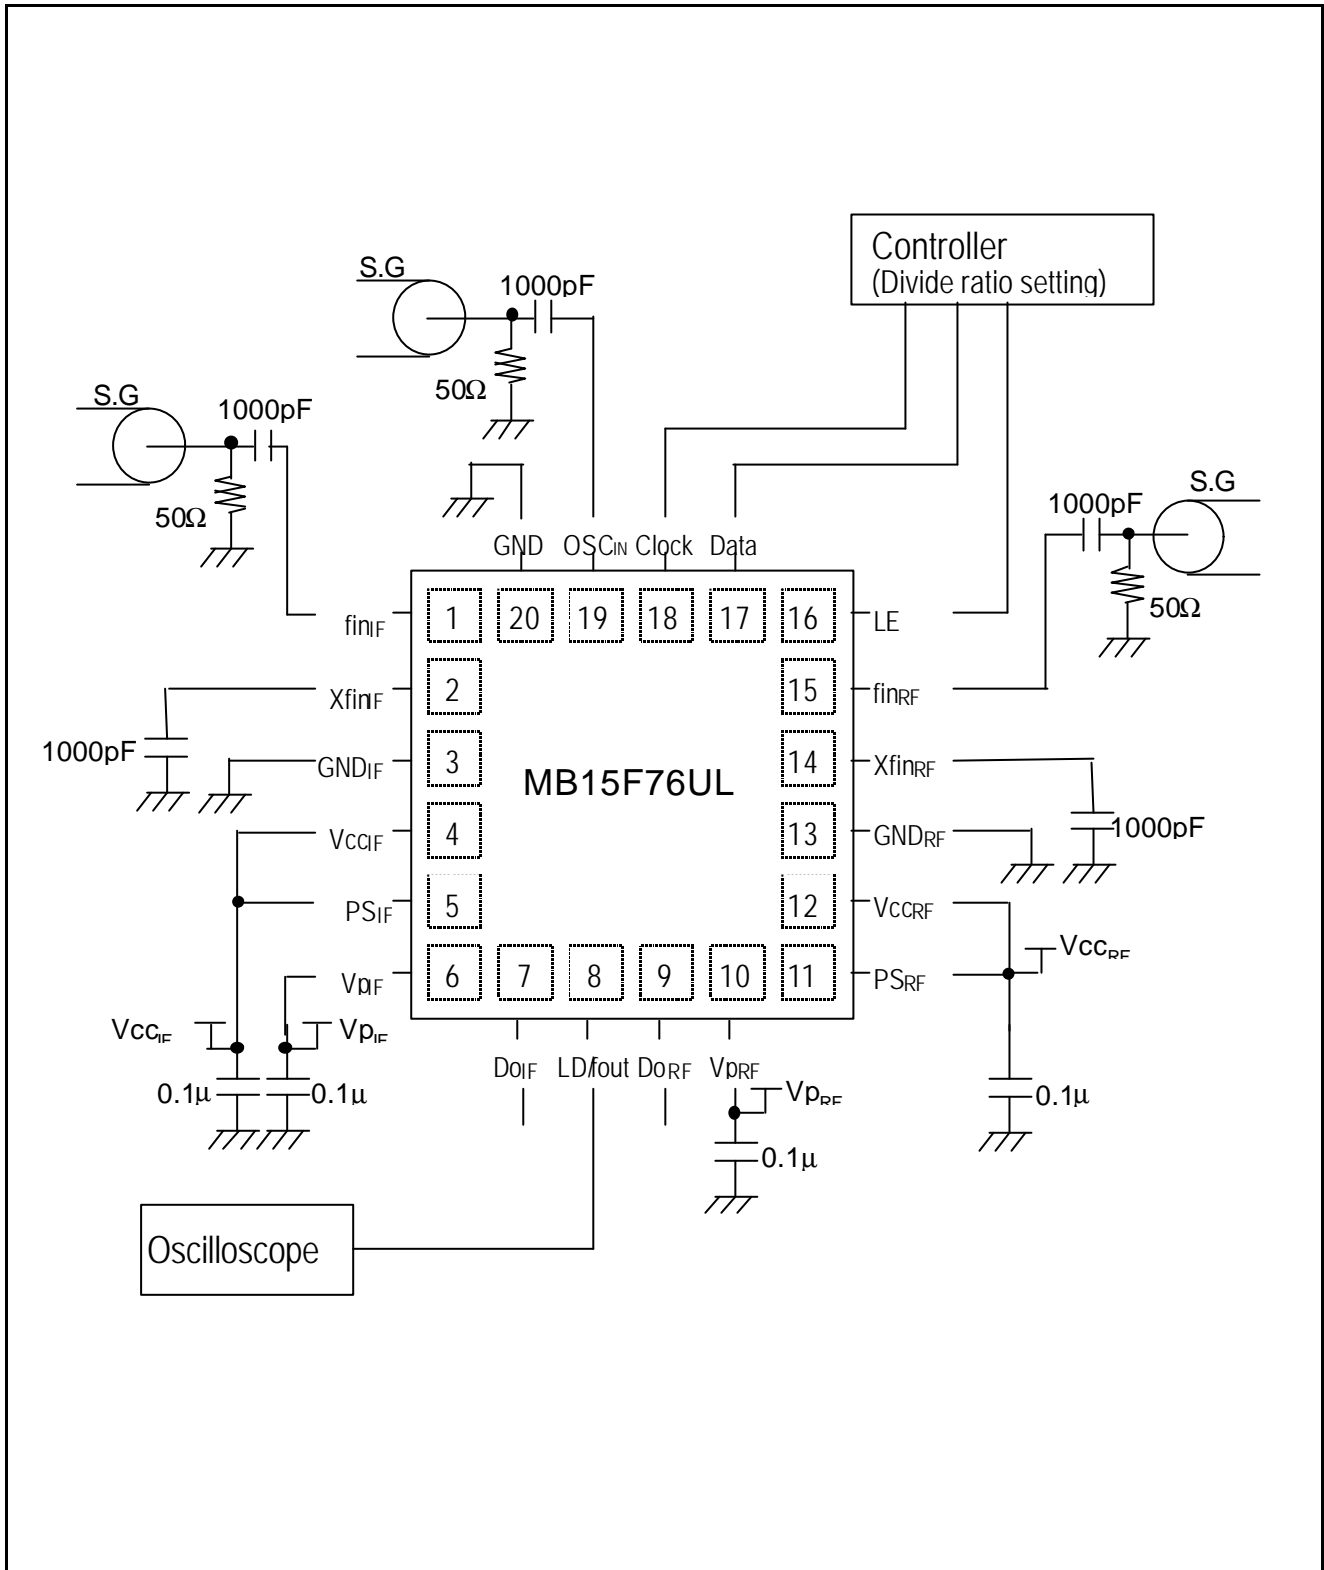 Controller
(Divide ratio setting)
S.G
1000pF
50Ω
S.G
1000pF
50Ω
S.G
1000pF
50Ω
GND OSCIN Clock Data
finIF 1 20 19 18 17 16 LE
XfinIF 2 15 finRF
1000pF
GNDIF 3 14 XfinRF
MB15F76UL
VccIF 4 13 GNDRF
1000pF
PSIF 5 12 VccRF
VpIF 6 7 8 9 10 11 PSRF
VccRF
VccIF VpIF
DoIF LD/fout DoRF VpRF
VpRF
0.1μ 0.1μ
0.1μ
0.1μ
Oscilloscope